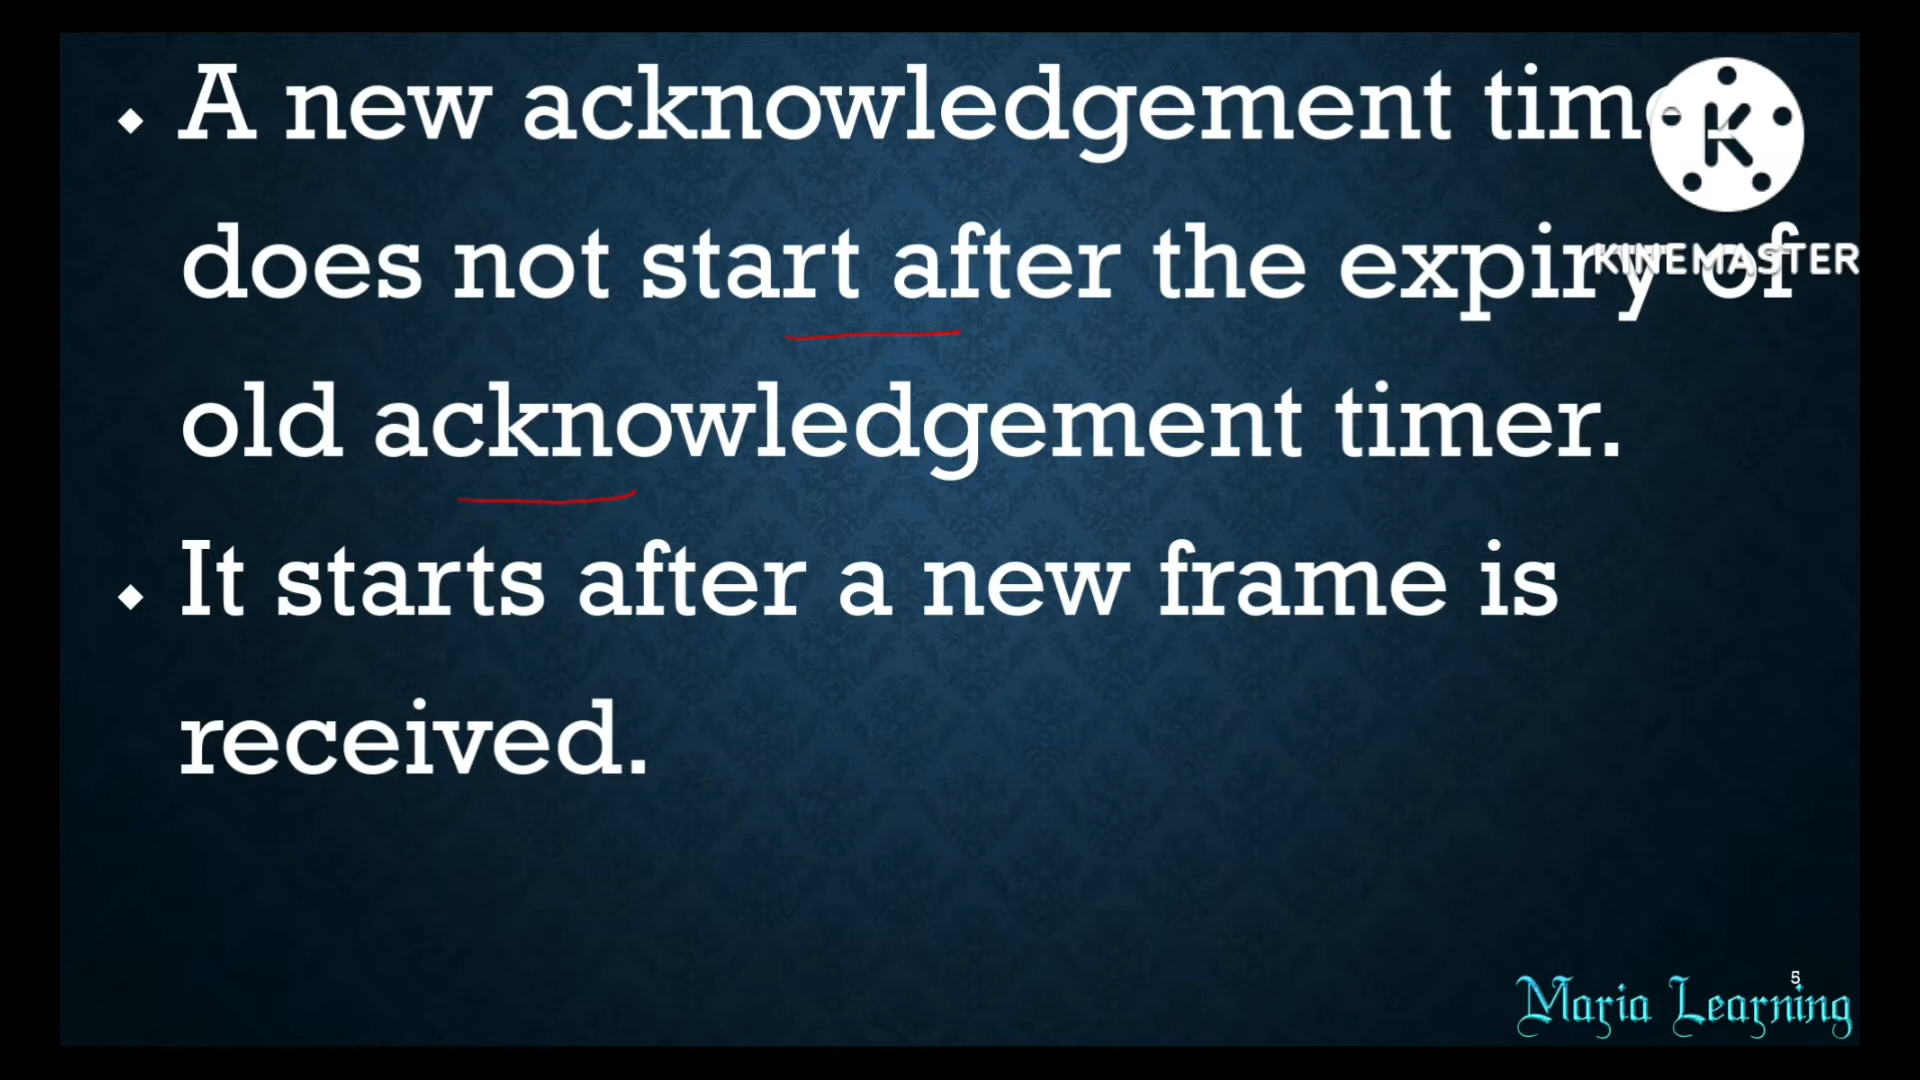 A new acknowledgement time
KINEMASTER
does not start after the expiry of
old acknowledgement timer.
It starts after a new frame is
received.
5
Maria Learning